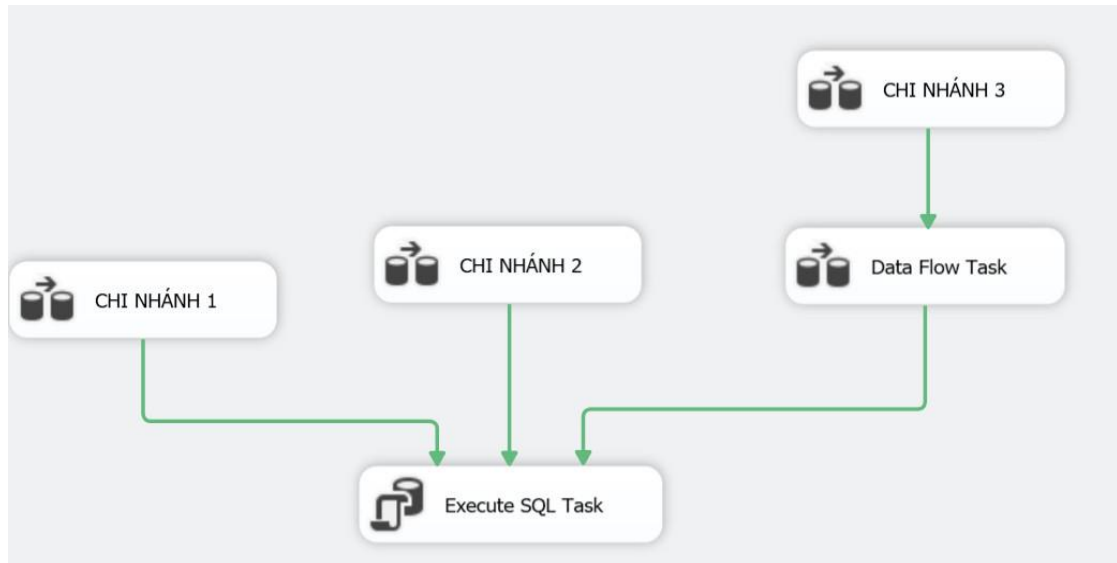 CHI NHÁNH 3
CHI NHÁNH 2
Data Flow Task
CHI NHÁNH 1
Execute SQL Task